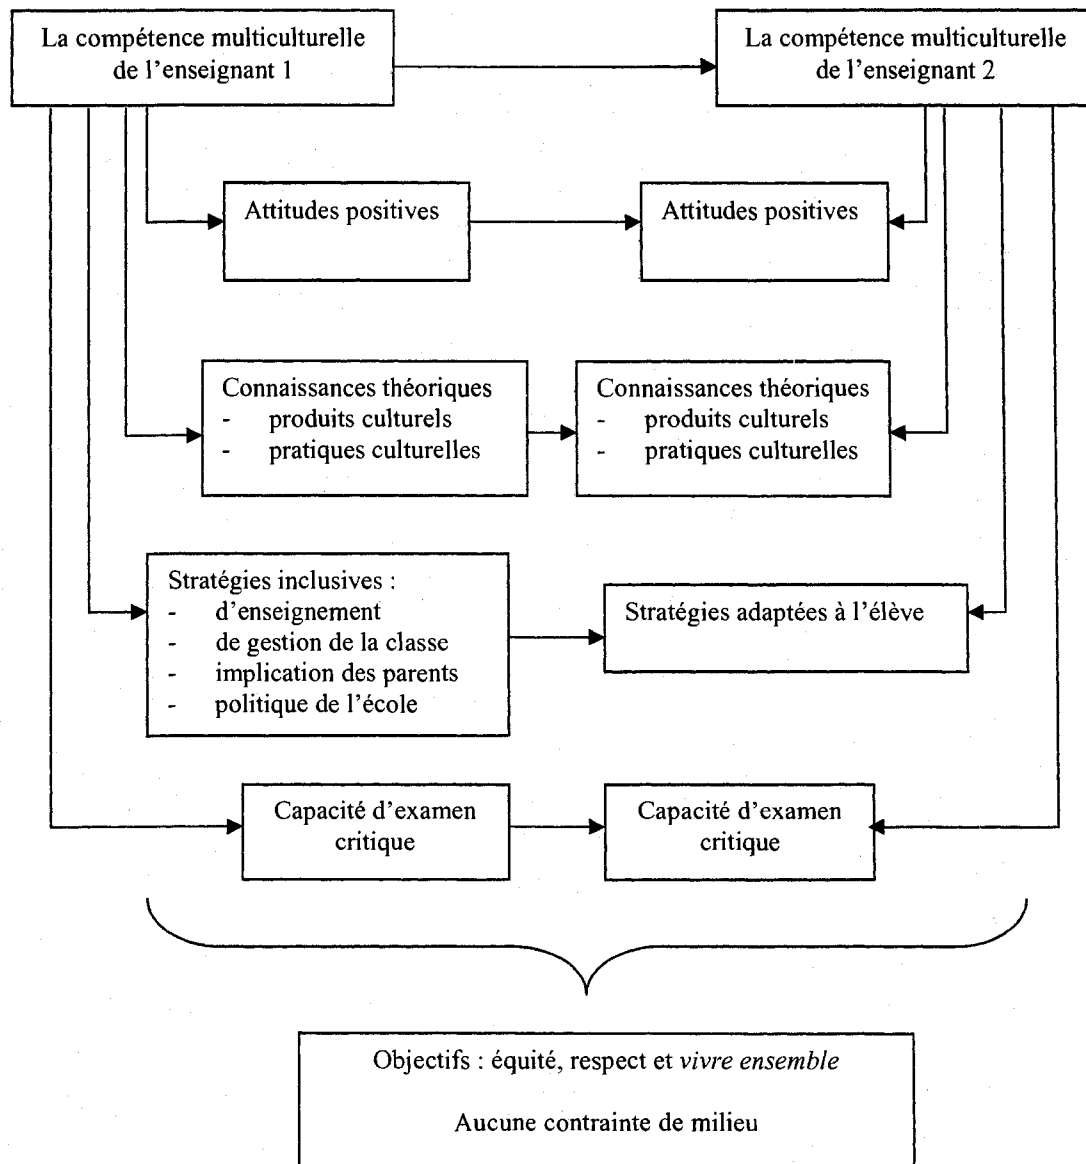 La compétence multiculturelle
de l'enseignant 1
La compétence multiculturelle
de l'enseignant 2
Attitudes positives
Attitudes positives
Connaissances théoriques
- produits culturels
- pratiques culturelles
Connaissances théoriques
- produits culturels
- pratiques culturelles
Stratégies inclusives :
- d'enseignement
- de gestion de la classe
- implication des parents
- politique de l'école
Stratégies adaptées à l'élève
Capacité d'examen
critique
Capacité d'examen
critique
Objectifs : équité, respect et vivre ensemble
Aucune contrainte de milieu